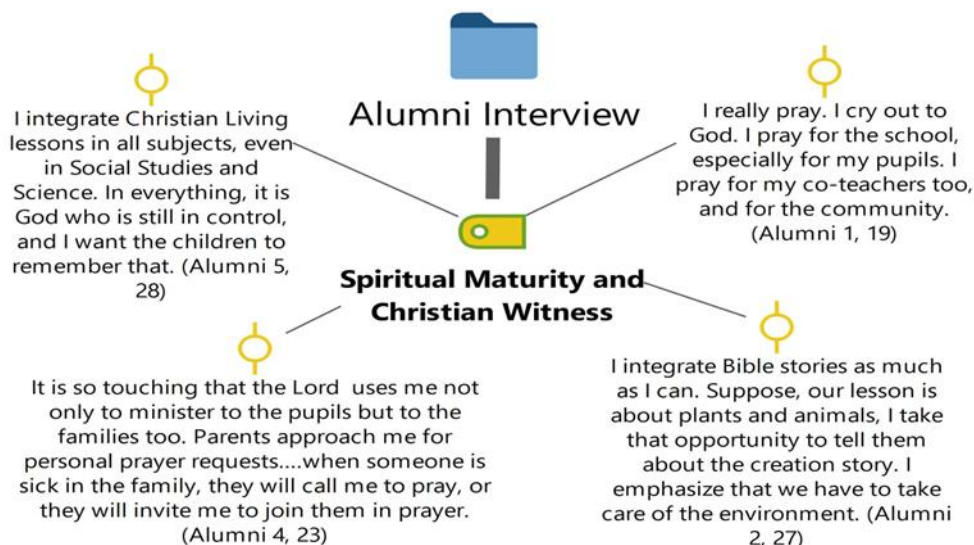 Alumni Interview
I integrate Christian Living
lessons in all subjects, even
in Social Studies and
Science. In everything, it is
God who is still in control,
and I want the children to
remember that. (Alumni 5,
28)
I really pray. I cry out to
God. I pray for the school,
especially for my pupils. I
pray for my co-teachers too,
and for the community.
(Alumni 1, 19)
Spiritual Maturity and
Christian Witness
It is so touching that the Lord  uses me not
only to minister to the pupils but to the
families too. Parents approach me for
personal prayer requests....when someone is
sick in the family, they will call me to pray, or
they will invite me to join them in prayer.
(Alumni 4, 23)
I integrate Bible stories as much
as I can. Suppose, our lesson is
about plants and animals, I take
that opportunity to tell them
about the creation story. I
emphasize that we have to take
care of the environment. (Alumni
2, 27)